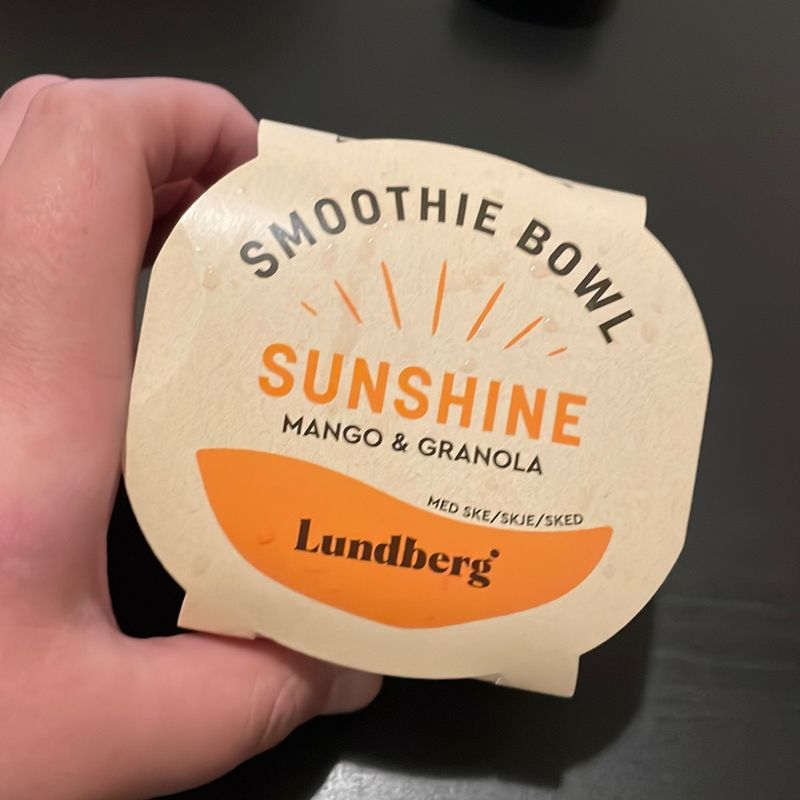 SMOOTHIE BOWL
SUNSHINE
MANGO & GRANOLA
MED SKE/SKJE/SKED
Lundberg